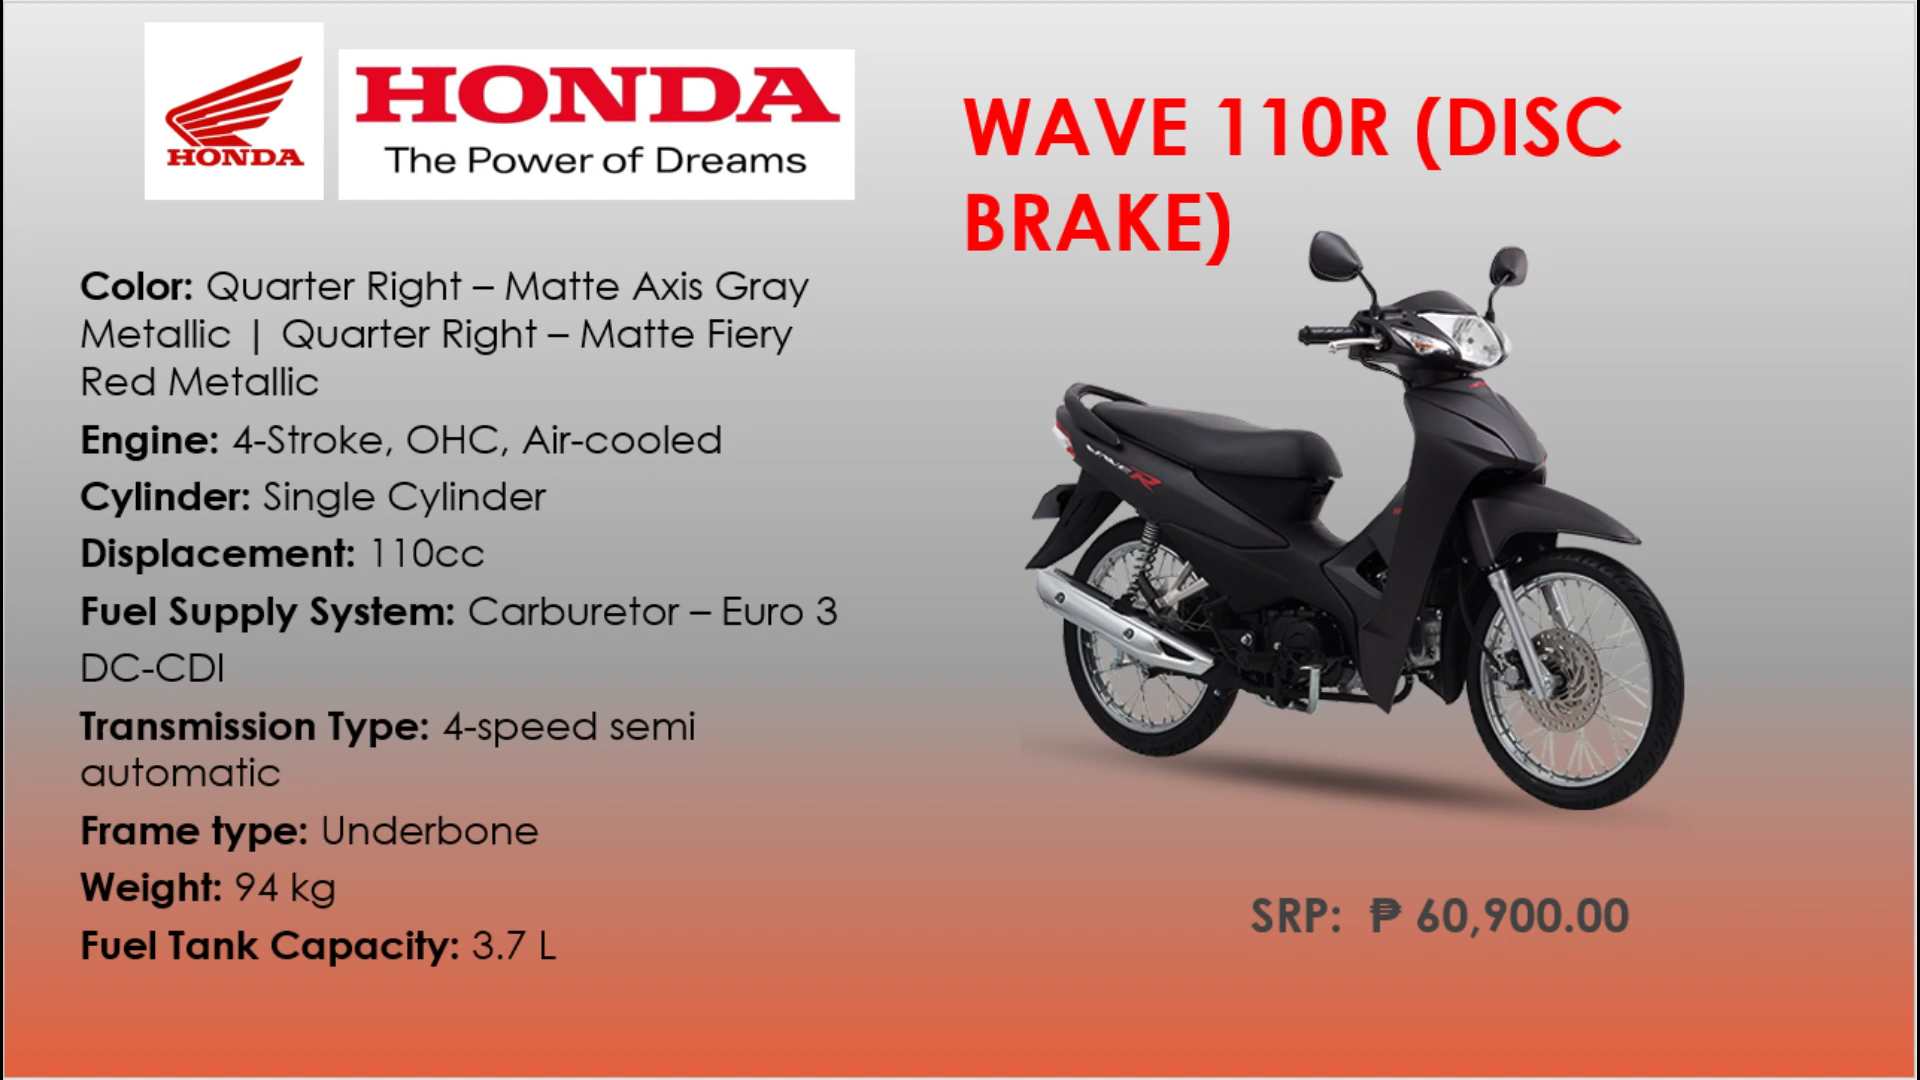 HONDA
HONDA
The Power of Dreams
WAVE 110R (DISC
BRAKE)
Color: Quarter Right – Matte Axis Gray
Metallic | Quarter Right – Matte Fiery
Red Metallic
Engine: 4-Stroke, OHC, Air-cooled
Cylinder: Single Cylinder
Displacement: 110cc
Fuel Supply System: Carburetor – Euro 3
DC-CDI
Transmission Type: 4-speed semi
automatic
Frame type: Underbone
Weight: 94 kg
Fuel Tank Capacity: 3.7 L
WAVE R
SRP: ₱ 60,900.00